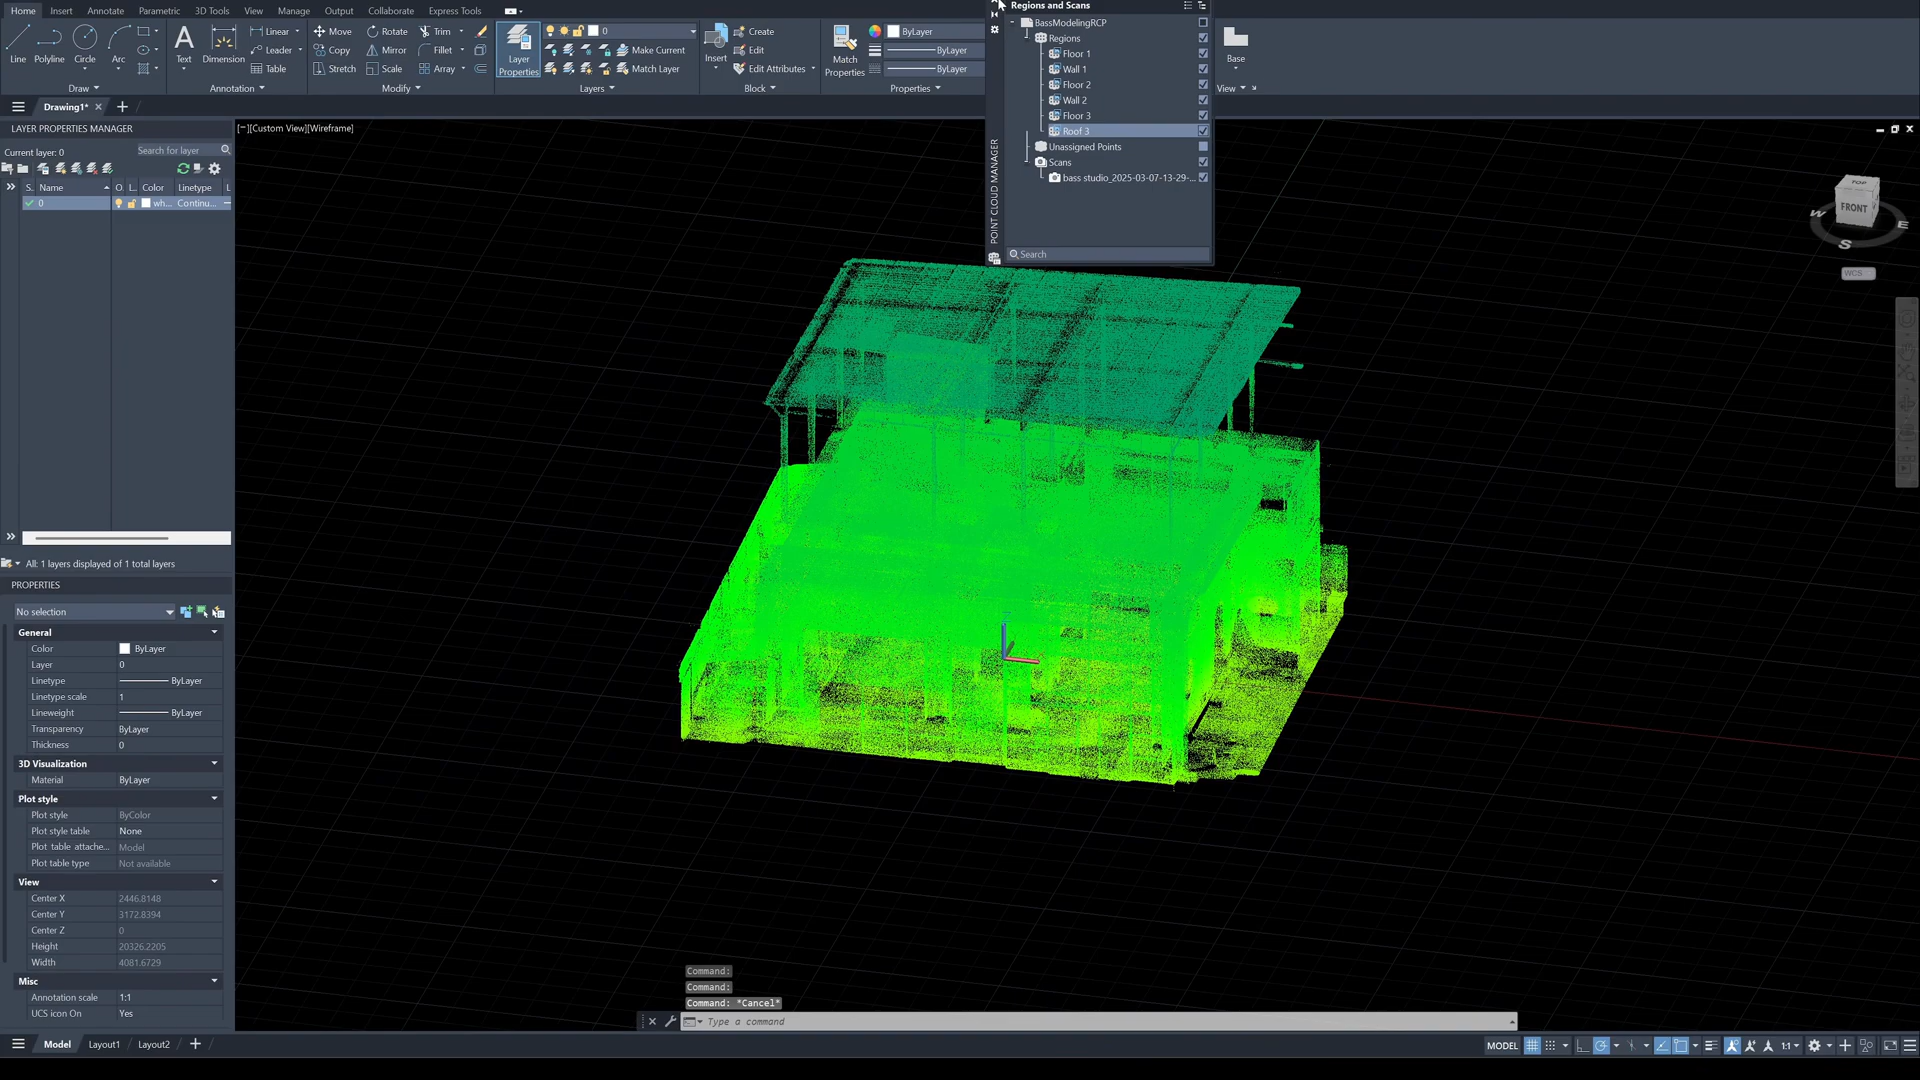 Home Insert Annotate Parametric 3D Tools View Manage Output Collaborate Express Tools
Line Polyline Circle Arc
Text Dimension
Linear
Leader
Table
Move Rotate Trim
Copy Mirror Fillet
Stretch Scale Array
Layer Properties
0
Make Current
Match Layer
Insert
Create
Edit
Edit Attributes
Match Properties
ByLayer
ByLayer
ByLayer
Base
Draw Annotation Modify Layers Block Properties View
Regions and Scans
BassModelingRCP
Regions
Floor 1
Wall 1
Floor 2
Wall 2
Floor 3
Roof 3
Unassigned Points
Scans
bass studio_2025-03-07-13-29-...
Search
POINT CLOUD MANAGER
Drawing1*
LAYER PROPERTIES MANAGER
Current layer: 0
Search for layer
S.. Name O.. L.. Color Linetype L
0 wh... Continu...
All: 1 layers displayed of 1 total layers
[−][Custom View][Wireframe]
TOP
FRONT
W
S
E
WCS
PROPERTIES
No selection
General
Color ByLayer
Layer 0
Linetype ByLayer
Linetype scale 1
Lineweight ByLayer
Transparency ByLayer
Thickness 0
3D Visualization
Material ByLayer
Plot style
Plot style ByColor
Plot style table None
Plot table attache... Model
Plot table type Not available
View
Center X 2446.8148
Center Y 3172.8394
Center Z 0
Height 20326.2205
Width 4081.6729
Misc
Annotation scale 1:1
UCS icon On Yes
Command:
Command:
Command: *Cancel*
Type a command
Model Layout1 Layout2
MODEL 1:1